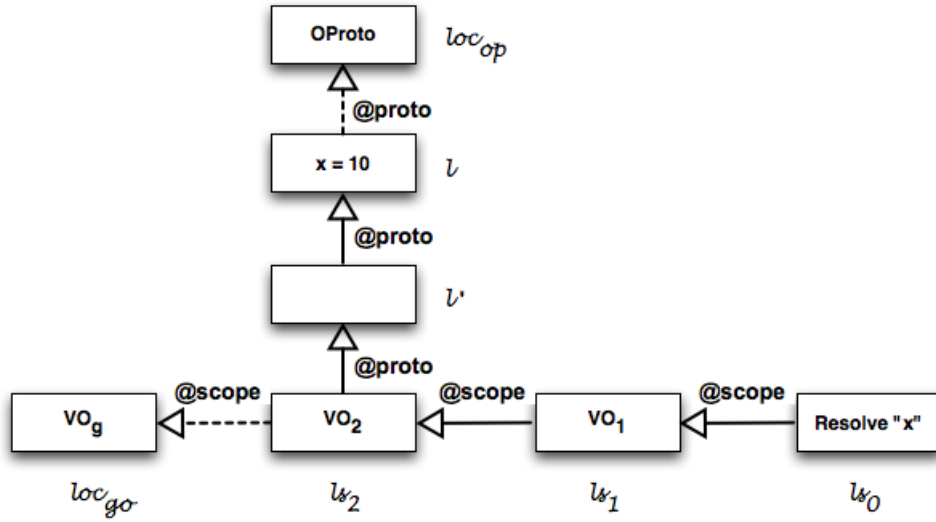 OProto
loc_op
@proto
x = 10
l
@proto
l'
@proto
@scope
@scope
@scope
VO_g
VO_2
VO_1
Resolve "x"
loc_go
ls_2
ls_1
ls_0